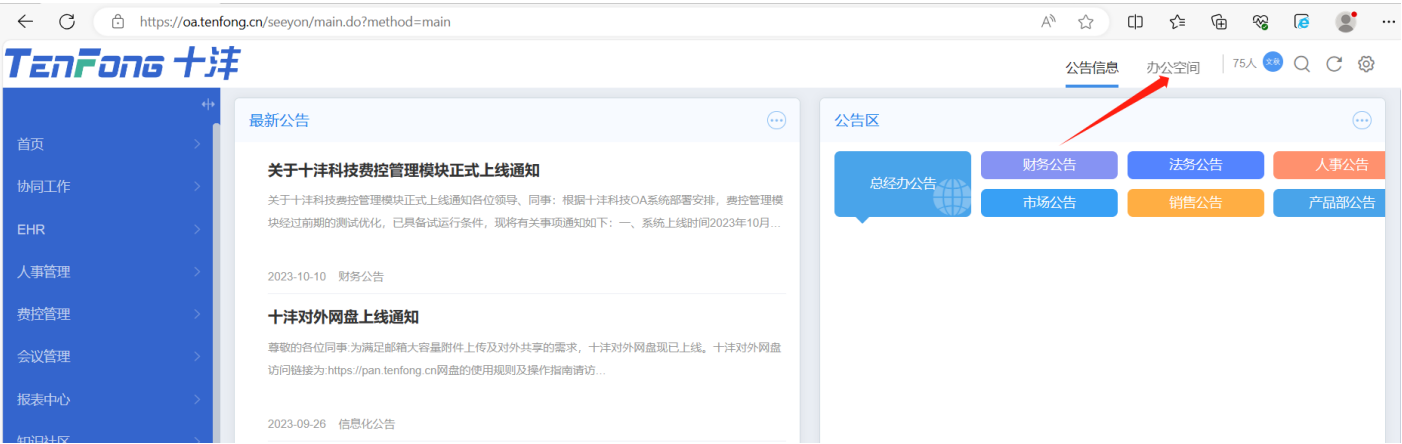 https://oa.tenfong.cn/seeyon/main.do?method=main
TENFONG 十沣
公告信息
办公空间
75人
文秋
首页
协同工作
EHR
人事管理
费控管理
会议管理
报表中心
知识社区
最新公告
关于十沣科技费控管理模块正式上线通知
关于十沣科技费控管理模块正式上线通知各位领导、同事：根据十沣科技OA系统部署安排，费控管理模
块经过前期的测试优化，已具备试运行条件，现将有关事项通知如下：一、系统上线时间2023年10月...
2023-10-10 财务公告
十沣对外网盘上线通知
尊敬的各位同事:为满足邮箱大容量附件上传及对外共享的需求，十沣对外网盘现已上线。十沣对外网盘
访问链接为:https://pan.tenfong.cn网盘的使用规则及操作指南请访...
2023-09-26 信息化公告
公告区
总经办公告
财务公告
法务公告
人事公告
市场公告
销售公告
产品部公告